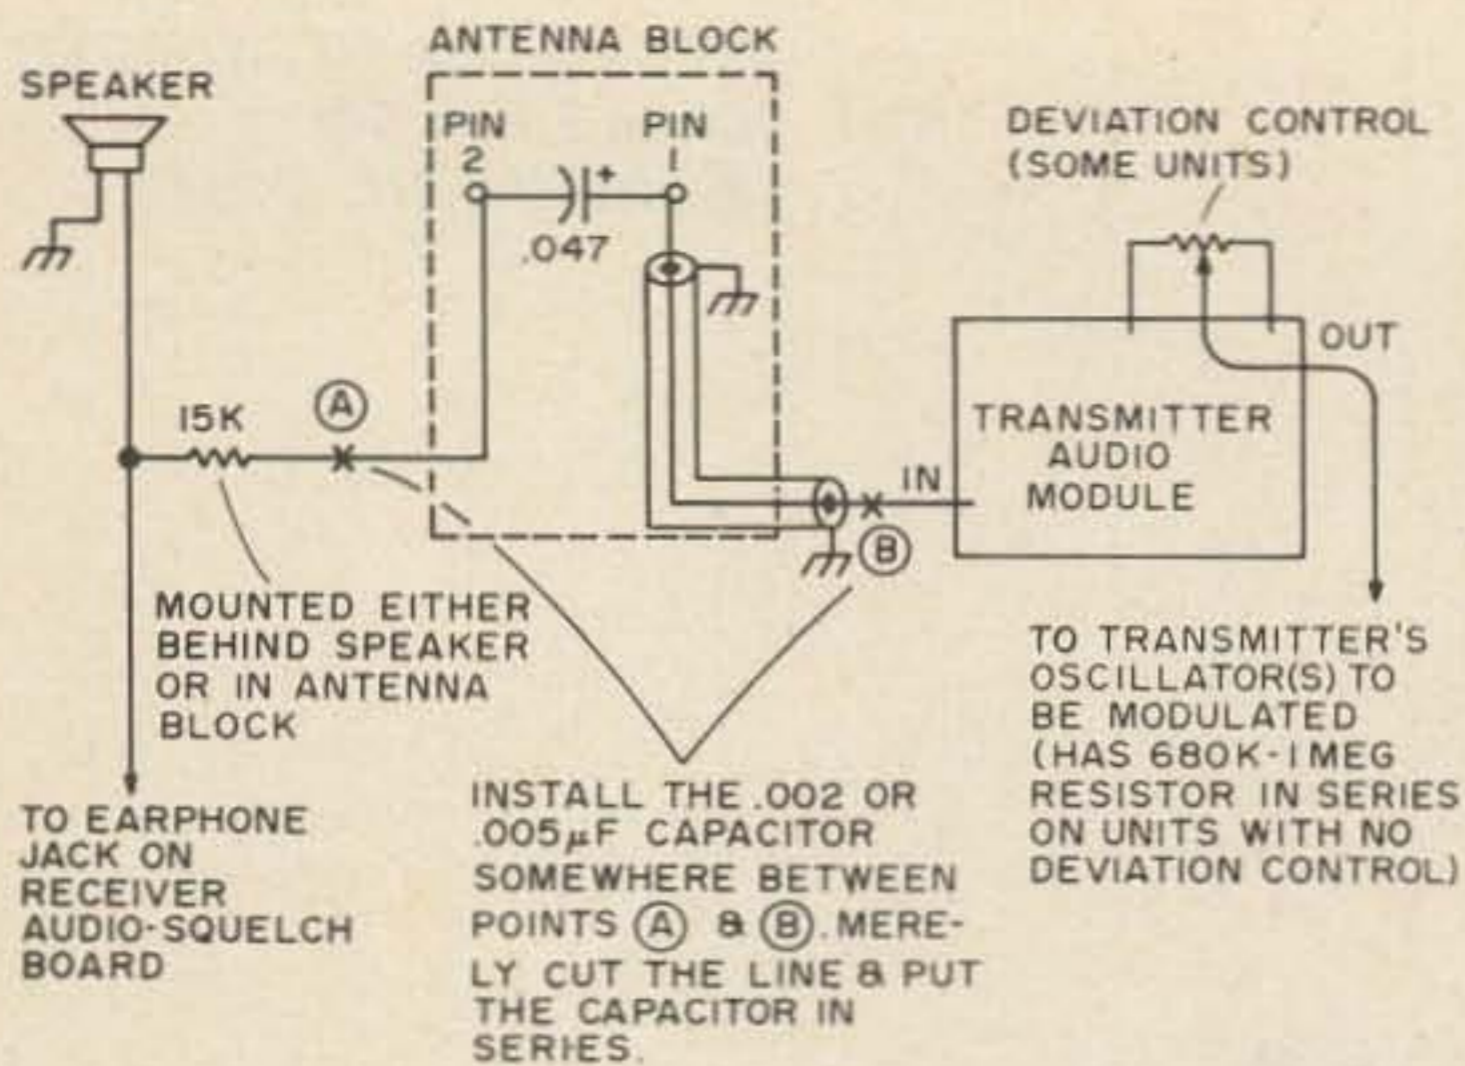 ANTENNA BLOCK
SPEAKER
PIN
2
PIN
1
+
.047
DEVIATION CONTROL
(SOME UNITS)
OUT
15K
A
TRANSMITTER
AUDIO
MODULE
IN
B
MOUNTED EITHER
BEHIND SPEAKER
OR IN ANTENNA
BLOCK
TO EARPHONE
JACK ON
RECEIVER
AUDIO-SQUELCH
BOARD
INSTALL THE .002 OR
.005μF CAPACITOR
SOMEWHERE BETWEEN
POINTS A & B. MERE-
LY CUT THE LINE & PUT
THE CAPACITOR IN
SERIES.
TO TRANSMITTER'S
OSCILLATOR(S) TO
BE MODULATED
(HAS 680K-1MEG
RESISTOR IN SERIES
ON UNITS WITH NO
DEVIATION CONTROL)